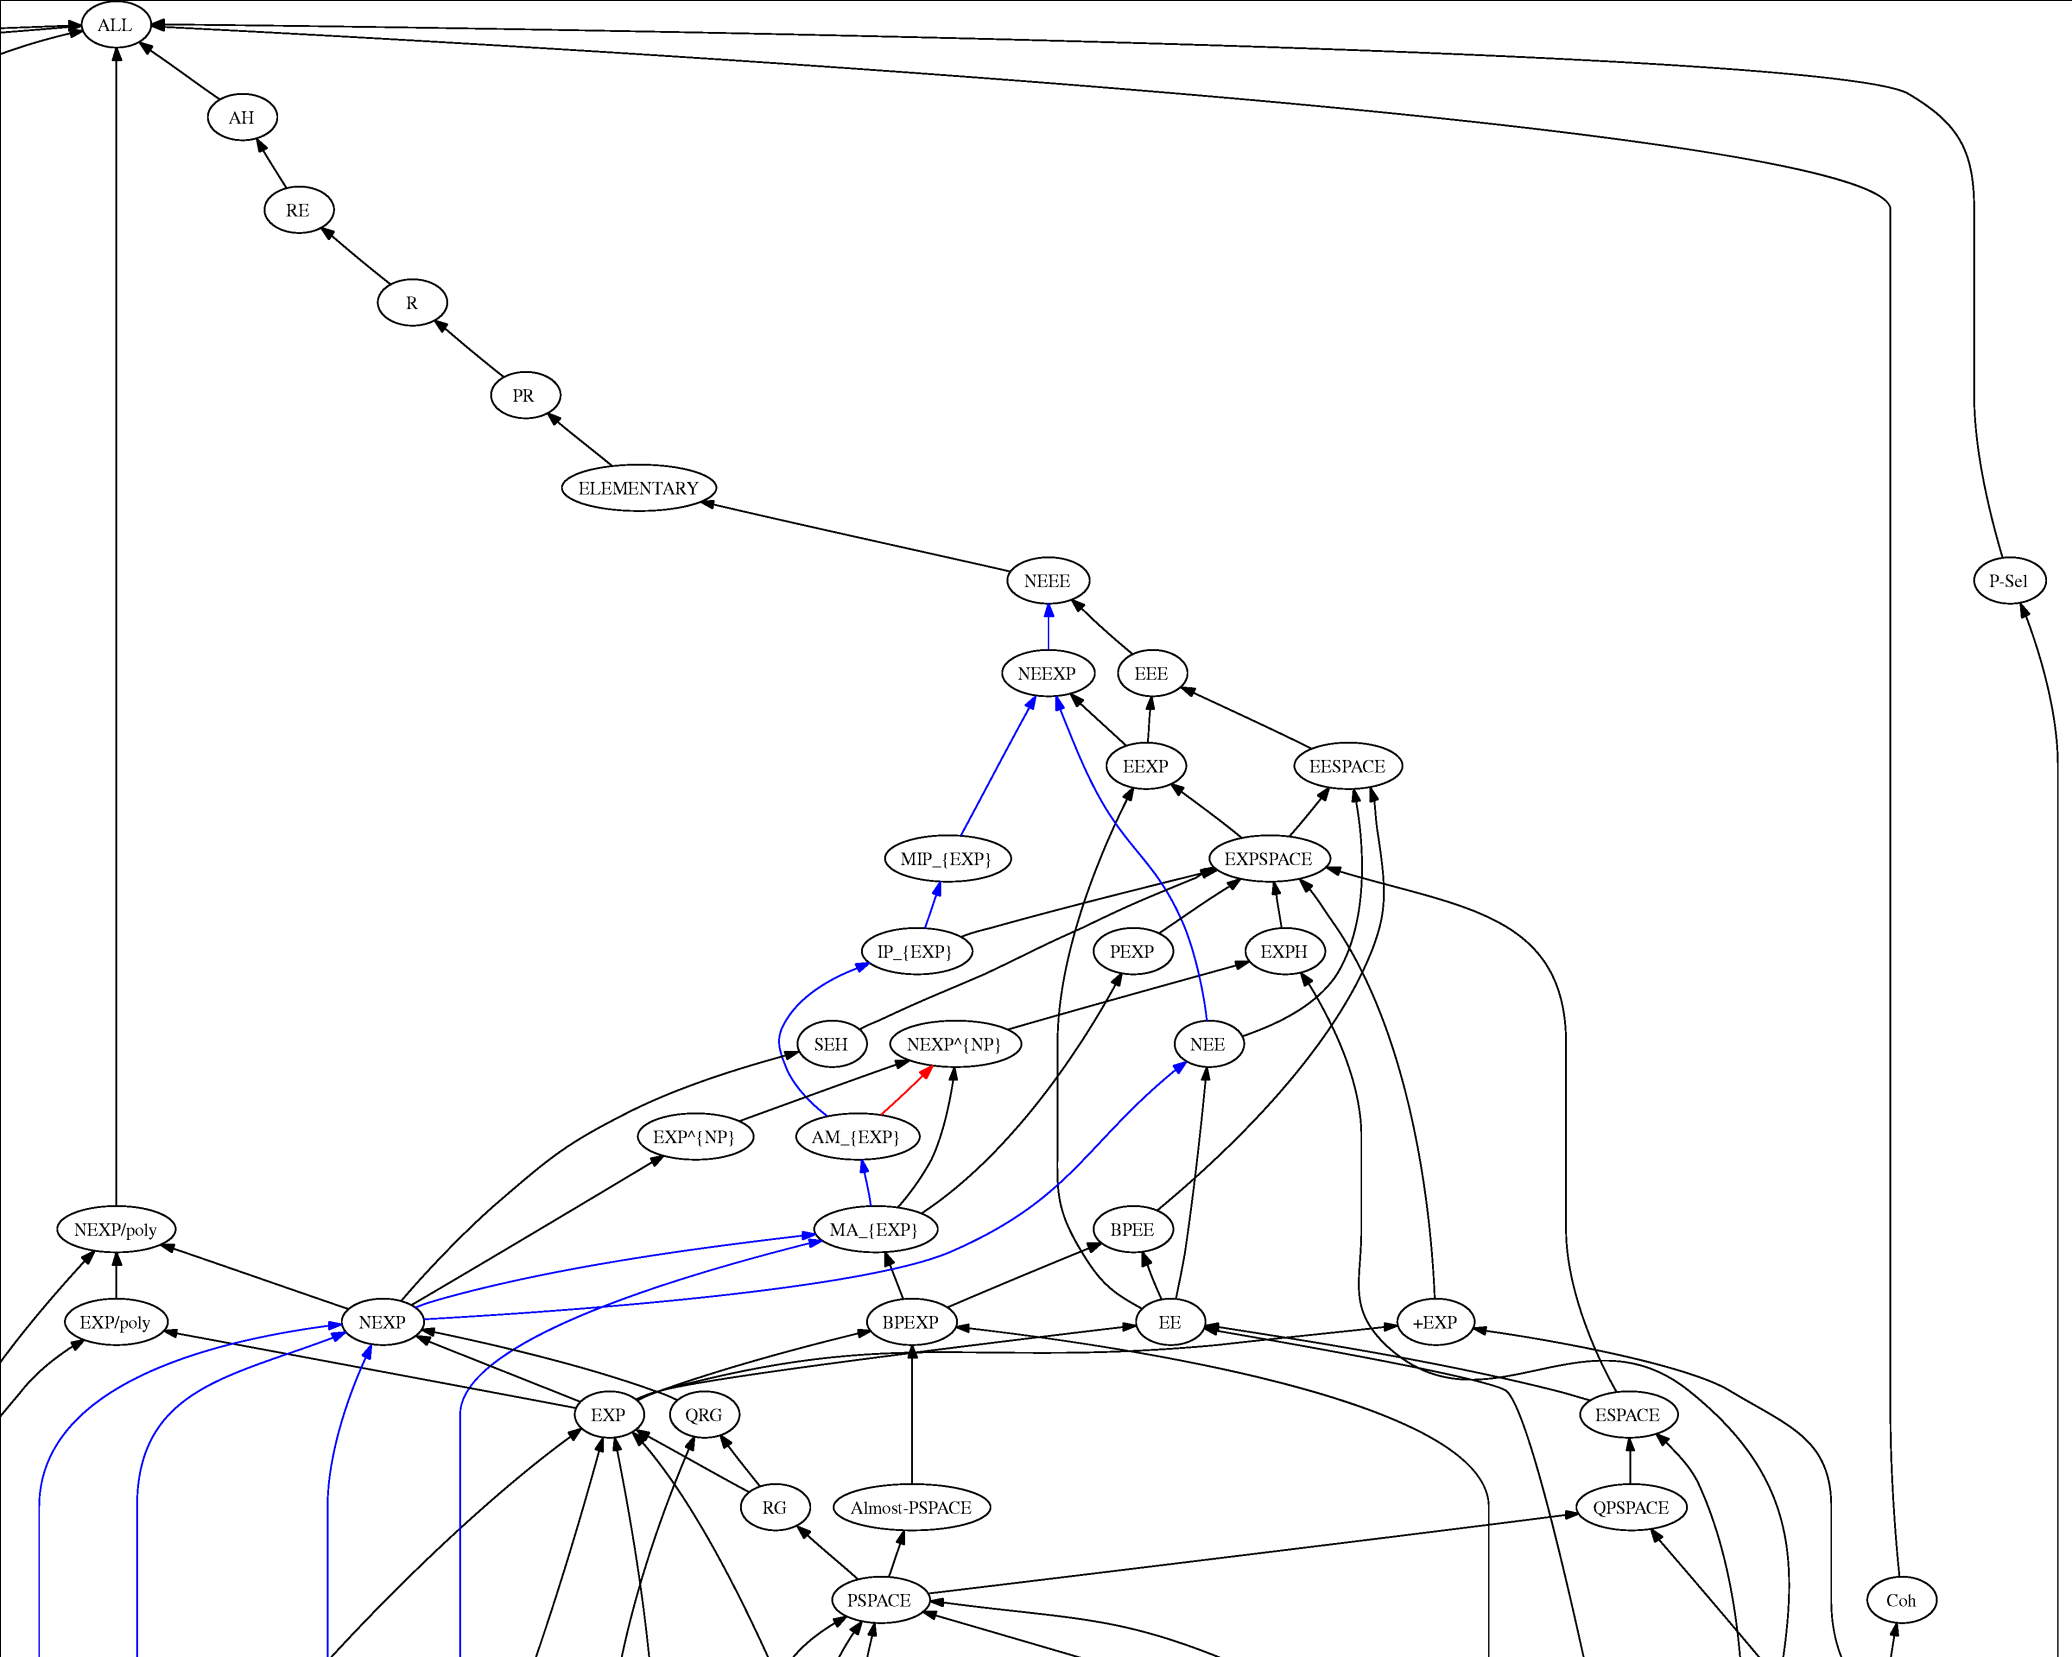 ALL
AH
RE
R
PR
ELEMENTARY
NEEE
P-Sel
NEEXP
EEE
EEXP
EESPACE
MIP_{EXP}
EXPSPACE
IP_{EXP}
PEXP
EXPH
SEH
NEXP^{NP}
NEE
EXP^{NP}
AM_{EXP}
NEXP/poly
MA_{EXP}
BPEE
EXP/poly
NEXP
BPEXP
EE
+EXP
EXP
QRG
ESPACE
RG
Almost-PSPACE
QPSPACE
PSPACE
Coh